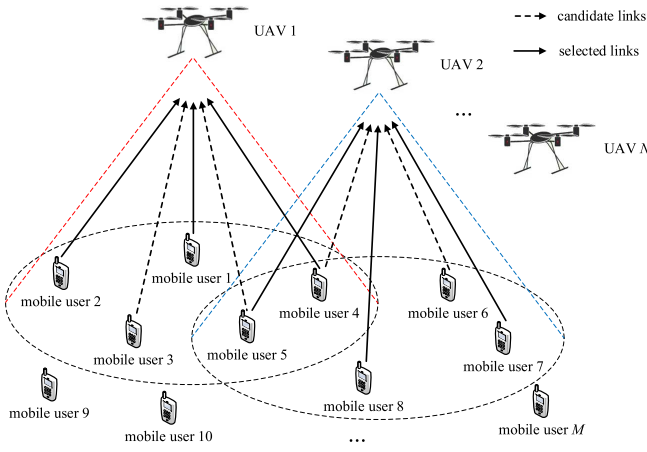 candidate links
UAV 1
selected links
UAV 2
...
UAV N
mobile user 1
mobile user 2
mobile user 4
mobile user 6
mobile user 3
mobile user 5
mobile user 7
mobile user 9
mobile user 8
mobile user 10
mobile user M
...